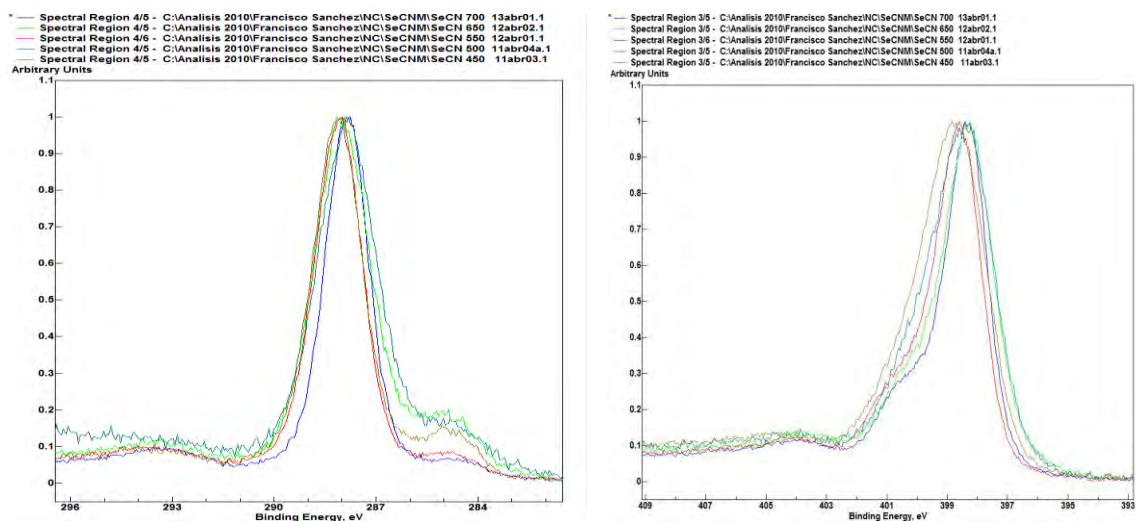 Spectral Region 4/5 - C:\Analisis 2010\Francisco Sanchez\NC\SeCNM\SeCN 700 13abr01.1
Spectral Region 4/5 - C:\Analisis 2010\Francisco Sanchez\NC\SeCNM\SeCN 650 12abr02.1
Spectral Region 4/6 - C:\Analisis 2010\Francisco Sanchez\NC\SeCNM\SeCN 550 12abr01.1
Spectral Region 4/5 - C:\Analisis 2010\Francisco Sanchez\NC\SeCNM\SeCN 500 11abr04a.1
Spectral Region 4/5 - C:\Analisis 2010\Francisco Sanchez\NC\SeCNM\SeCN 450 11abr03.1
Arbitrary Units
1.1
1
0.9
0.8
0.7
0.6
0.5
0.4
0.3
0.2
0.1
0
296 293 290 287 284
Binding Energy, eV
Spectral Region 3/5 - C:\Analisis 2010\Francisco Sanchez\NC\SeCNM\SeCN 700 13abr01.1
Spectral Region 3/5 - C:\Analisis 2010\Francisco Sanchez\NC\SeCNM\SeCN 650 12abr02.1
Spectral Region 3/6 - C:\Analisis 2010\Francisco Sanchez\NC\SeCNM\SeCN 550 12abr01.1
Spectral Region 3/5 - C:\Analisis 2010\Francisco Sanchez\NC\SeCNM\SeCN 500 11abr04a.1
Spectral Region 3/5 - C:\Analisis 2010\Francisco Sanchez\NC\SeCNM\SeCN 450 11abr03.1
Arbitrary Units
1.1
1
0.9
0.8
0.7
0.6
0.5
0.4
0.3
0.2
0.1
0
409 407 405 403 401 399 397 395 393
Binding Energy, eV